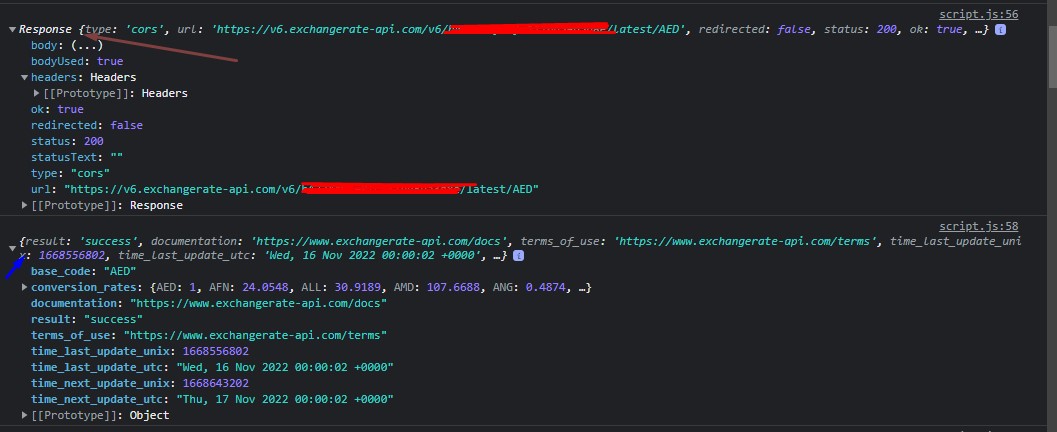 script.js:56
Response {type: 'cors', url: 'https://v6.exchangerate-api.com/v6/ /latest/AED', redirected: false, status: 200, ok: true, …}
body: (...)
bodyUsed: true
headers: Headers
[[Prototype]]: Headers
ok: true
redirected: false
status: 200
statusText: ""
type: "cors"
url: "https://v6.exchangerate-api.com/v6/ /latest/AED"
[[Prototype]]: Response
script.js:58
{result: 'success', documentation: 'https://www.exchangerate-api.com/docs', terms_of_use: 'https://www.exchangerate-api.com/terms', time_last_update_uni
x: 1668556802, time_last_update_utc: 'Wed, 16 Nov 2022 00:00:02 +0000', …}
base_code: "AED"
conversion_rates: {AED: 1, AFN: 24.0548, ALL: 30.9189, AMD: 107.6688, ANG: 0.4874, …}
documentation: "https://www.exchangerate-api.com/docs"
result: "success"
terms_of_use: "https://www.exchangerate-api.com/terms"
time_last_update_unix: 1668556802
time_last_update_utc: "Wed, 16 Nov 2022 00:00:02 +0000"
time_next_update_unix: 1668643202
time_next_update_utc: "Thu, 17 Nov 2022 00:00:02 +0000"
[[Prototype]]: Object